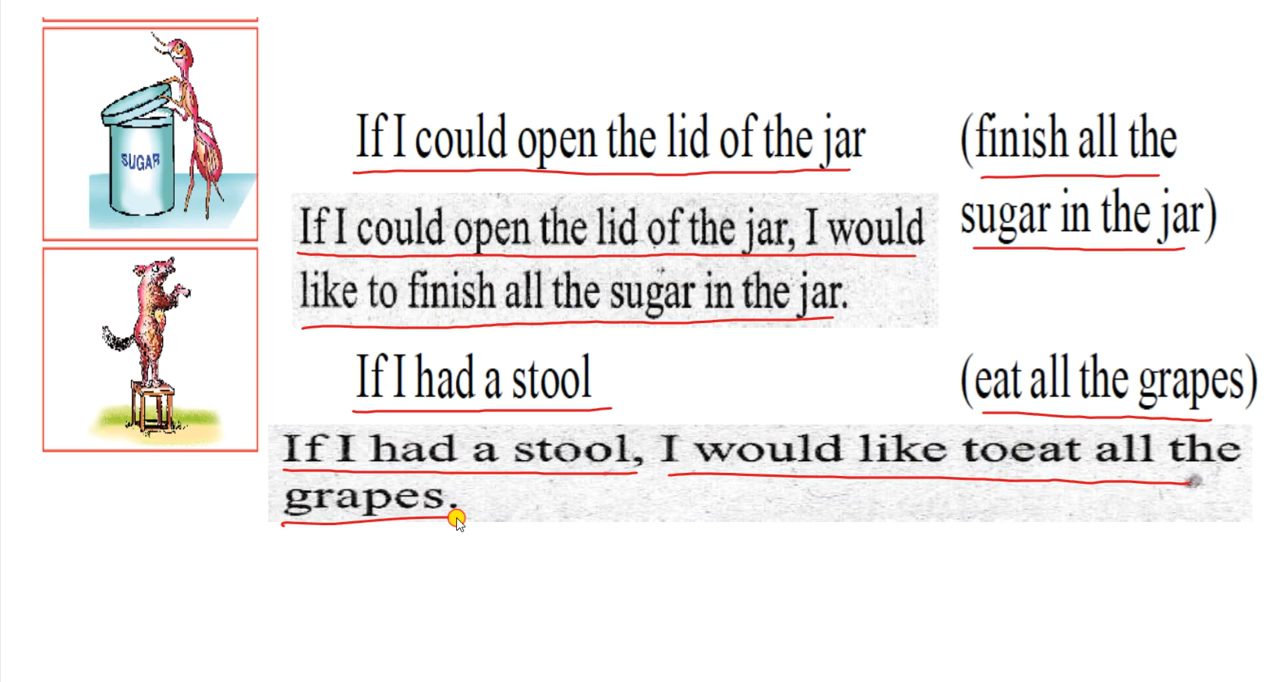 SUGAR
If I could open the lid of the jar
(finish all the
sugar in the jar)
If I could open the lid of the jar, I would
like to finish all the sugar in the jar.
If I had a stool
(eat all the grapes)
If I had a stool, I would like toeat all the
grapes.